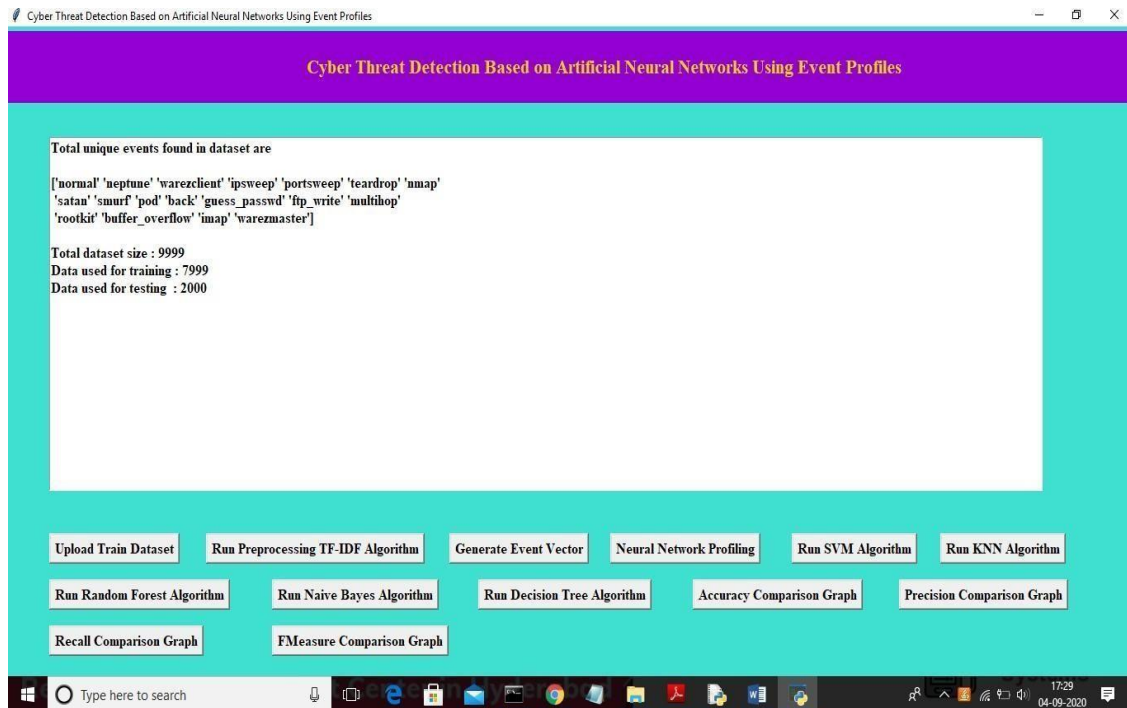 Cyber Threat Detection Based on Artificial Neural Networks Using Event Profiles
Cyber Threat Detection Based on Artificial Neural Networks Using Event Profiles
Total unique events found in dataset are
['normal' 'neptune' 'warezclient' 'ipsweep' 'portsweep' 'teardrop' 'nmap'
'satan' 'smurf' 'pod' 'back' 'guess_passwd' 'ftp_write' 'multihop'
'rootkit' 'buffer_overflow' 'imap' 'warezmaster']
Total dataset size : 9999
Data used for training : 7999
Data used for testing  : 2000
Upload Train Dataset Run Preprocessing TF-IDF Algorithm Generate Event Vector Neural Network Profiling Run SVM Algorithm Run KNN Algorithm
Run Random Forest Algorithm Run Naive Bayes Algorithm Run Decision Tree Algorithm Accuracy Comparison Graph Precision Comparison Graph
Recall Comparison Graph FMeasure Comparison Graph
Type here to search
17:29
04-09-2020